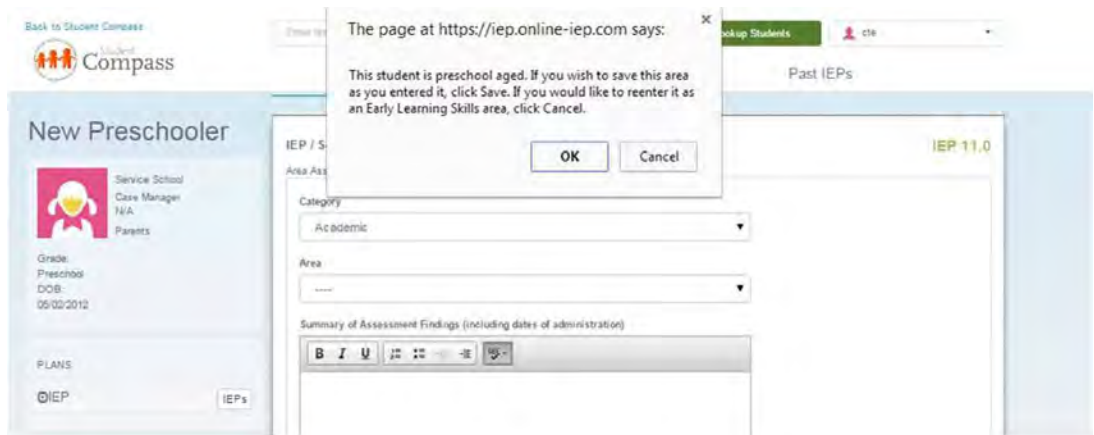 Back to Student Compass
Student
Compass
The page at https://iep.online-iep.com says:
×
This student is preschool aged. If you wish to save this area
as you entered it, click Save. If you would like to reenter it as
an Early Learning Skills area, click Cancel.
OK
Cancel
ookup Students
cte
Past IEPs
New Preschooler
Service School
Case Manager
N/A
Parents
Grade:
Preschool
DOB:
05/02/2012
PLANS
IEP
IEPs
IEP / S
IEP 11.0
Area Ass
Category
Academic
Area
----
Summary of Assessment Findings (including dates of administration)
B I U